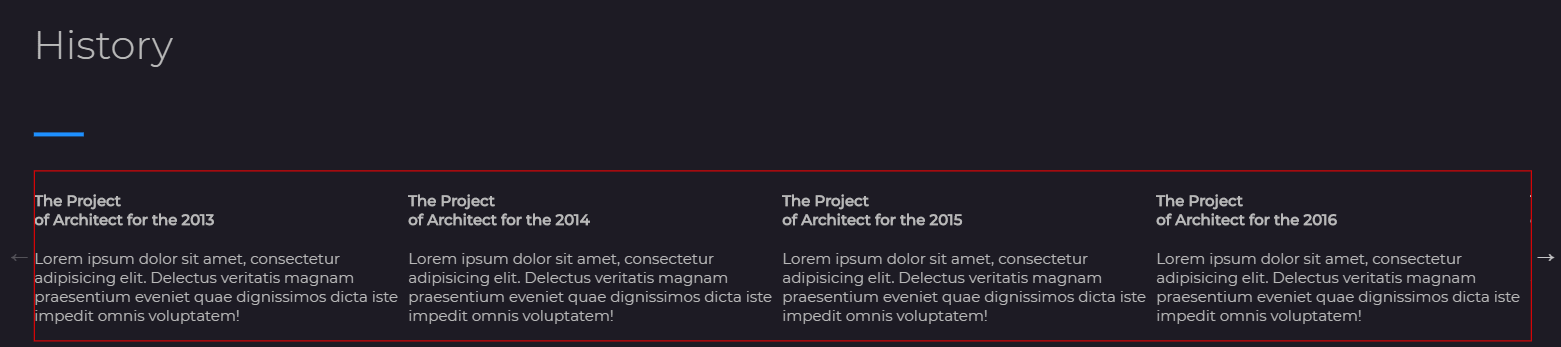 History
The Project
of Architect for the 2013
Lorem ipsum dolor sit amet, consectetur
adipisicing elit. Delectus veritatis magnam
praesentium eveniet quae dignissimos dicta iste
impedit omnis voluptatem!
The Project
of Architect for the 2014
Lorem ipsum dolor sit amet, consectetur
adipisicing elit. Delectus veritatis magnam
praesentium eveniet quae dignissimos dicta iste
impedit omnis voluptatem!
The Project
of Architect for the 2015
Lorem ipsum dolor sit amet, consectetur
adipisicing elit. Delectus veritatis magnam
praesentium eveniet quae dignissimos dicta iste
impedit omnis voluptatem!
The Project
of Architect for the 2016
Lorem ipsum dolor sit amet, consectetur
adipisicing elit. Delectus veritatis magnam
praesentium eveniet quae dignissimos dicta iste
impedit omnis voluptatem!